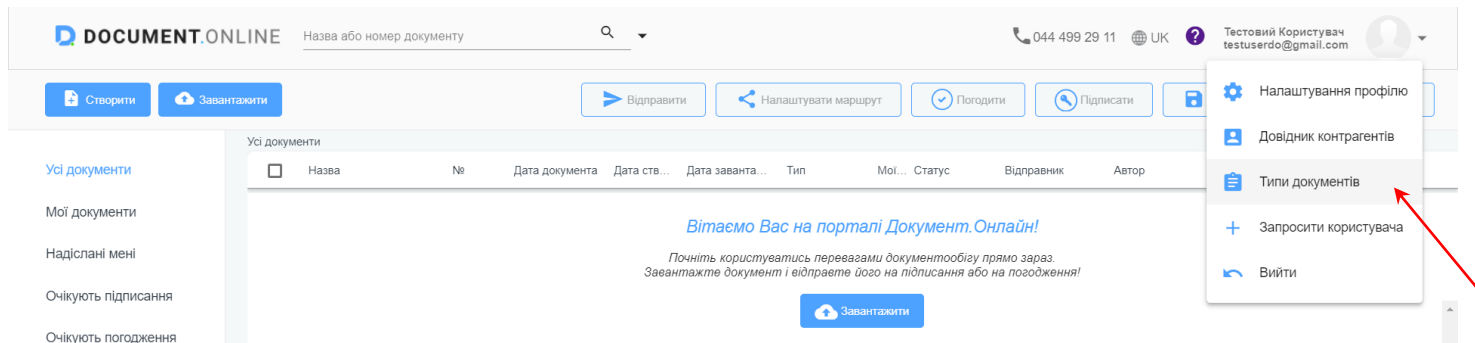 DOCUMENT.ONLINE
Назва або номер документу
044 499 29 11
UK
?
Тестовий Користувач
testuserdo@gmail.com
Створити
Завантажити
Відправити
Налаштувати маршрут
Погодити
Підписати
Налаштування профілю
Довідник контрагентів
Типи документів
Запросити користувача
Вийти
Усі документи
Мої документи
Надіслані мені
Очікують підписання
Очікують погодження
Усі документи
Назва № Дата документа Дата ств... Дата заванта... Тип Мої... Статус Відправник Автор
Вітаємо Вас на порталі Документ.Онлайн!
Почніть користуватись перевагами документообігу прямо зараз.
Завантажте документ і відправте його на підписання або на погодження!
Завантажити